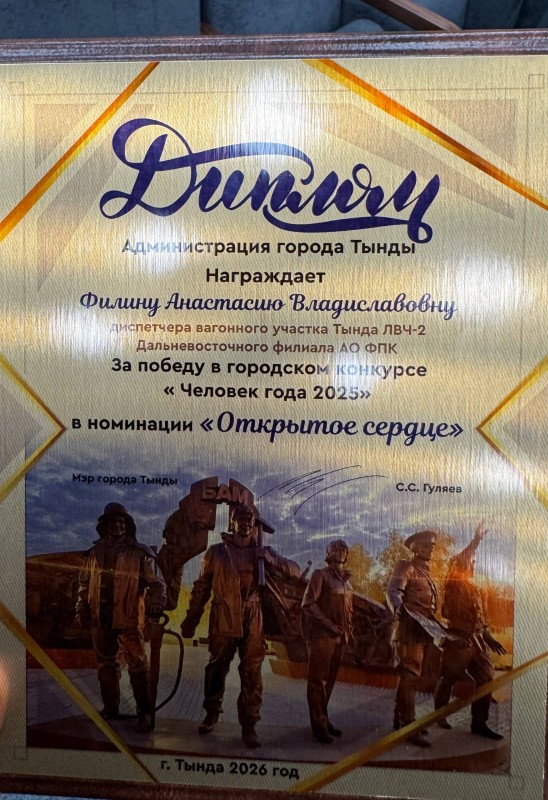 Диплом
Администрация города Тынды
Награждает
Филину Анастасию Владиславовну
диспетчера вагонного участка Тында ЛВЧ-2
Дальневосточного филиала АО ФПК
За победу в городском конкурсе
« Человек года 2025»
в номинации «Открытое сердце»
Мэр города Тынды
С.С. Гуляев
БАМ
г. Тында 2026 год